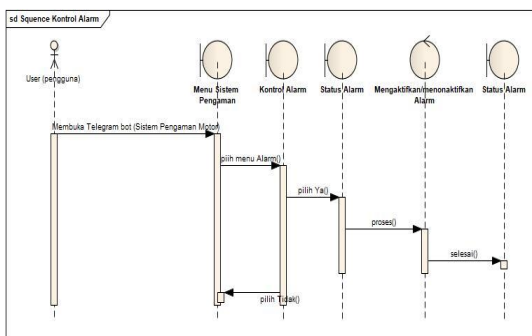 sd Squence Kontrol Alarm
User (pengguna)
Menu Sistem
Pengaman
Kontrol Alarm
Status Alarm
Mengaktifkan/menonaktifkan
Alarm
Status Alarm
Membuka Telegram bot (Sistem Pengaman Motor)
piih menu Alarm()
pilih Ya()
proses()
selesai()
pilih Tidak()